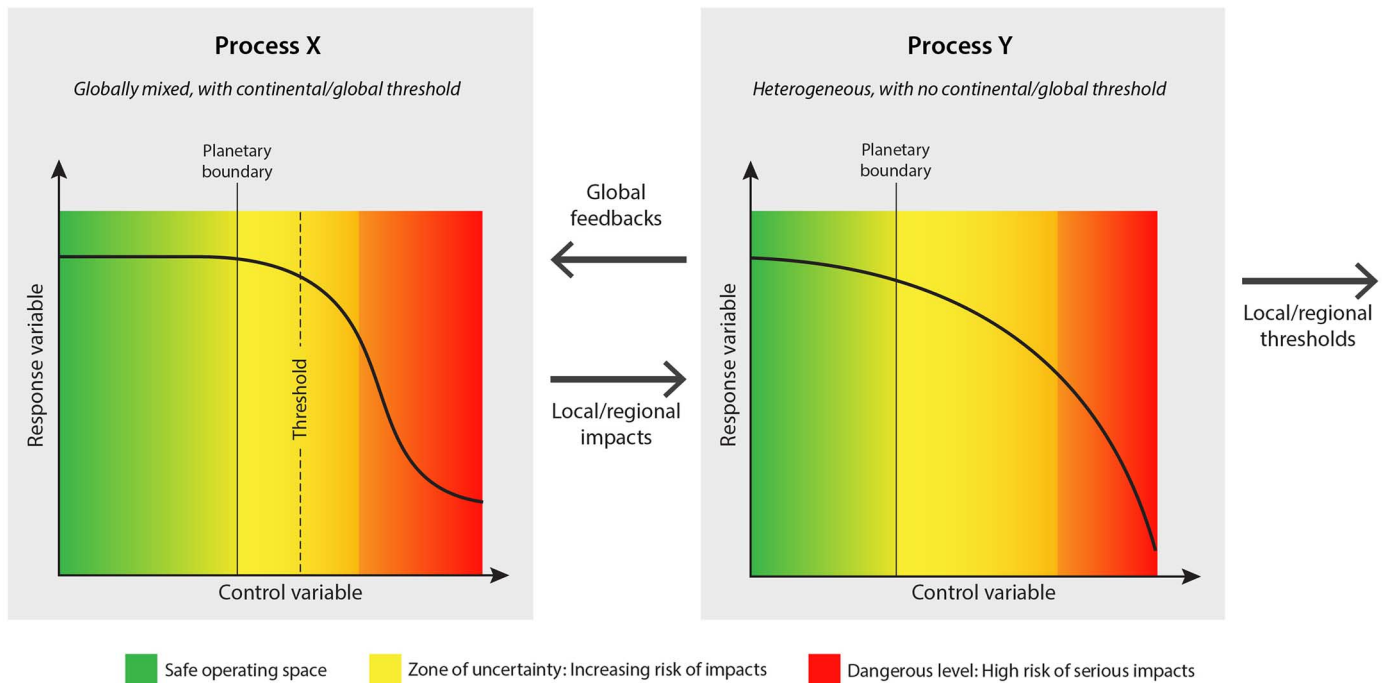 Process X
Globally mixed, with continental/global threshold
Planetary
boundary
Response variable
Threshold
Control variable
Global
feedbacks
Local/regional
impacts
Process Y
Heterogeneous, with no continental/global threshold
Planetary
boundary
Response variable
Control variable
Local/regional
thresholds
Safe operating space
Zone of uncertainty: Increasing risk of impacts
Dangerous level: High risk of serious impacts